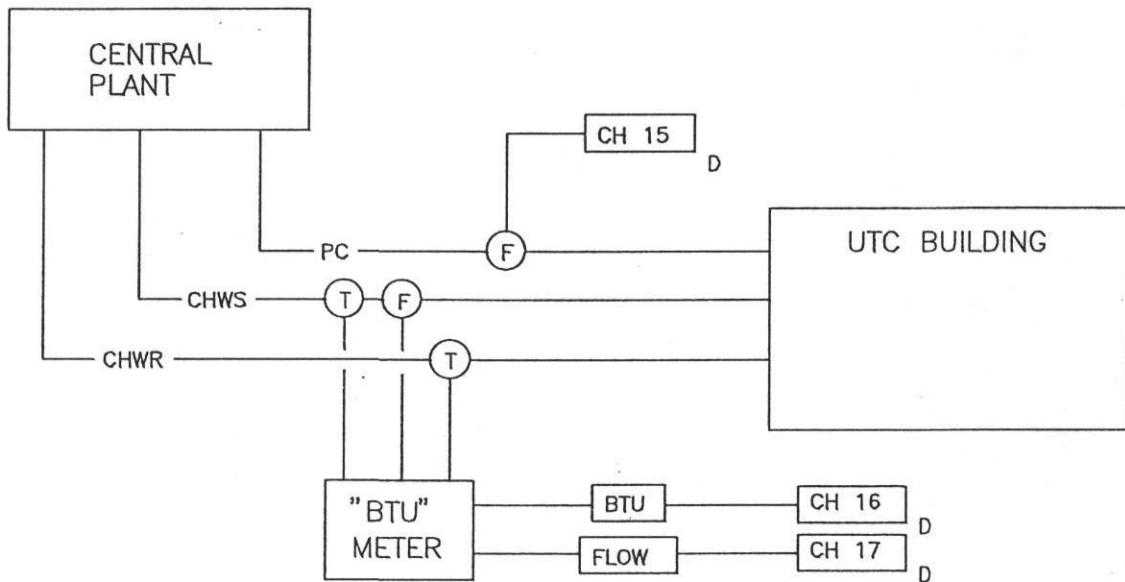 CENTRAL
PLANT
CH 15
D
UTC BUILDING
PC
F
CHWS
T
F
CHWR
T
"BTU"
METER
BTU
CH 16
D
FLOW
CH 17
D